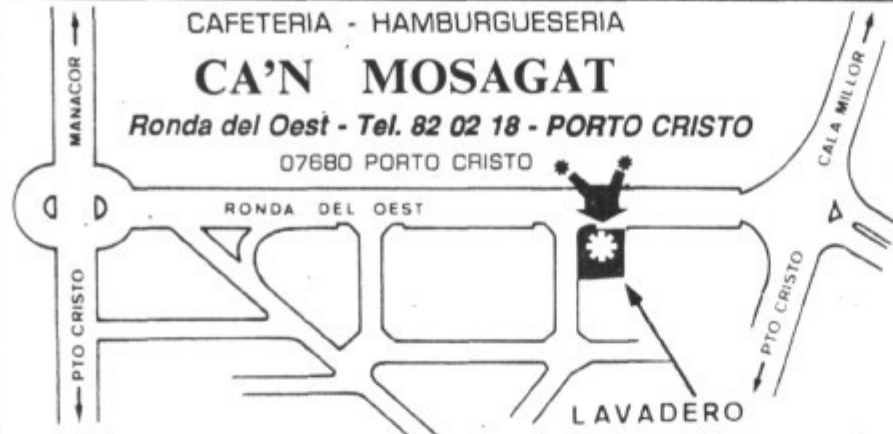 CAFETERIA - HAMBURGUESERIA
CA'N MOSAGAT
Ronda del Oest - Tel. 82 02 18 - PORTO CRISTO
07680 PORTO CRISTO
MANACOR
CALA MILLOR
RONDA DEL OEST
PTO CRISTO
PTO CRISTO
LAVADERO